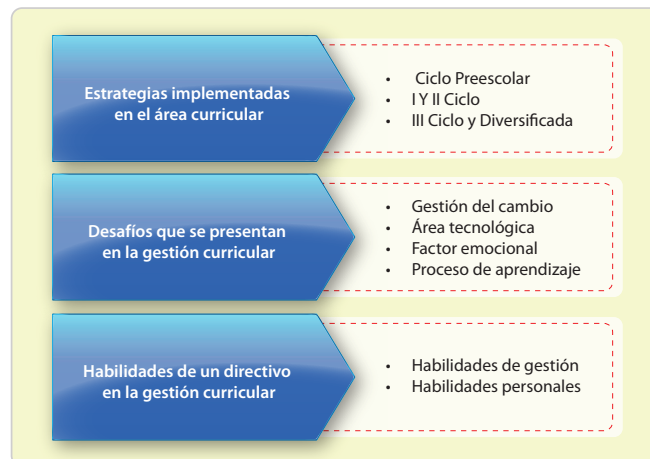 Estrategias implementadas
en el área curricular
• Ciclo Preescolar
• I Y II Ciclo
• III Ciclo y Diversificada
Desafíos que se presentan
en la gestión curricular
• Gestión del cambio
• Área tecnológica
• Factor emocional
• Proceso de aprendizaje
Habilidades de un directivo
en la gestión curricular
• Habilidades de gestión
• Habilidades personales